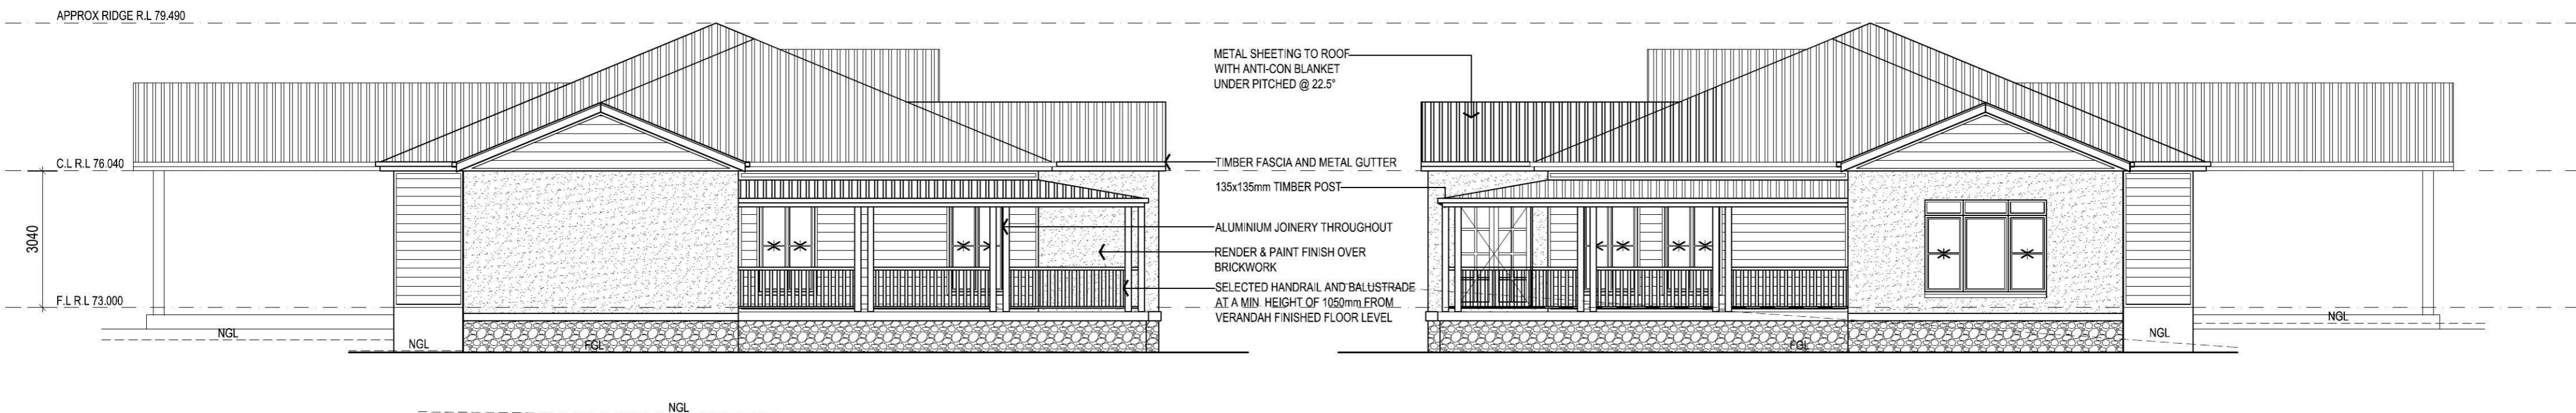 APPROX RIDGE R.L 79.490
C.L R.L 76.040
3040
F.L R.L 73.000
NGL
NGL
FGL
NGL
METAL SHEETING TO ROOF
WITH ANTI-CON BLANKET
UNDER PITCHED @ 22.5°
TIMBER FASCIA AND METAL GUTTER
135x135mm TIMBER POST
ALUMINIUM JOINERY THROUGHOUT
RENDER & PAINT FINISH OVER
BRICKWORK
SELECTED HANDRAIL AND BALUSTRADE
AT A MIN. HEIGHT OF 1050mm FROM
VERANDAH FINISHED FLOOR LEVEL
FGL
NGL
NGL